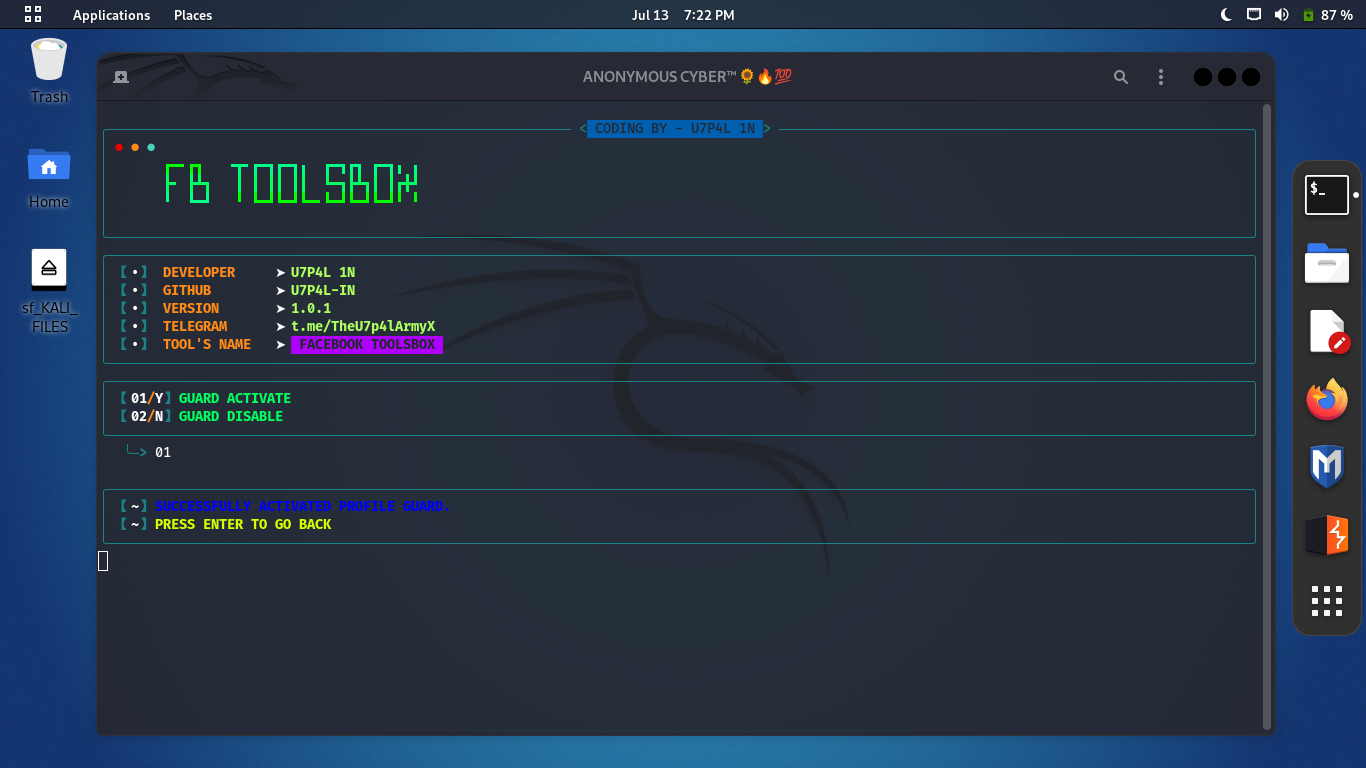 Applications Places Jul 13 7:22 PM 87 %
Trash
Home
sf_KALI_
FILES
ANONYMOUS CYBER™🌻🔥💯
< CODING BY - U7P4L 1N >
FB TOOLSBOX
【•】 DEVELOPER ➤ U7P4L 1N
【•】 GITHUB ➤ U7P4L-IN
【•】 VERSION ➤ 1.0.1
【•】 TELEGRAM ➤ t.me/TheU7p4lArmyX
【•】 TOOL'S NAME ➤ FACEBOOK TOOLSBOX
【01/Y】GUARD ACTIVATE
【02/N】GUARD DISABLE
╰─> 01
【~】SUCCESSFULLY ACTIVATED PROFILE GUARD.
【~】PRESS ENTER TO GO BACK
$_